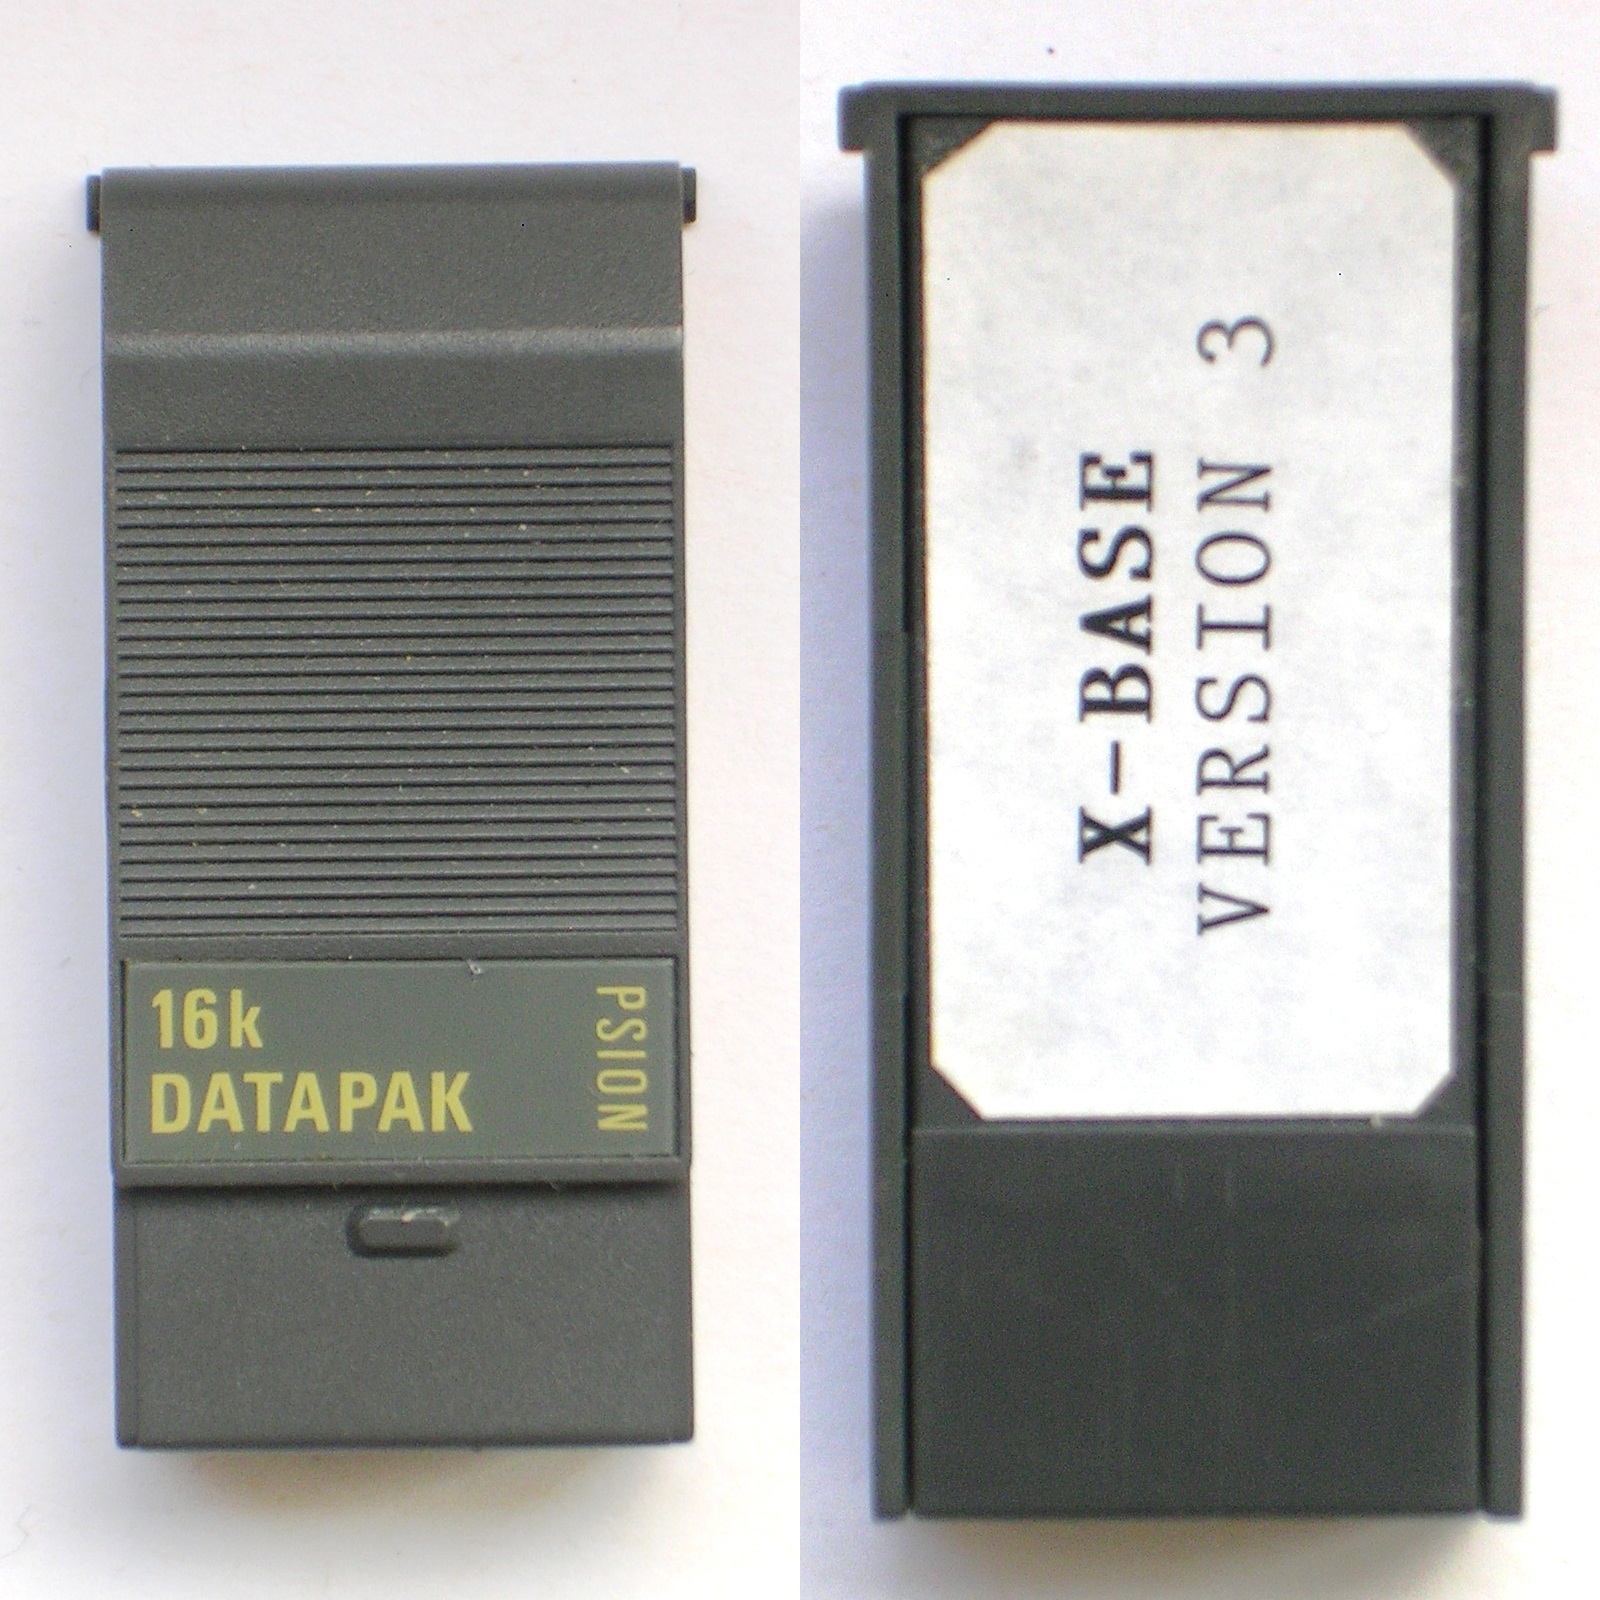 16k
DATAPAK
PSION
X-BASE
VERSION 3